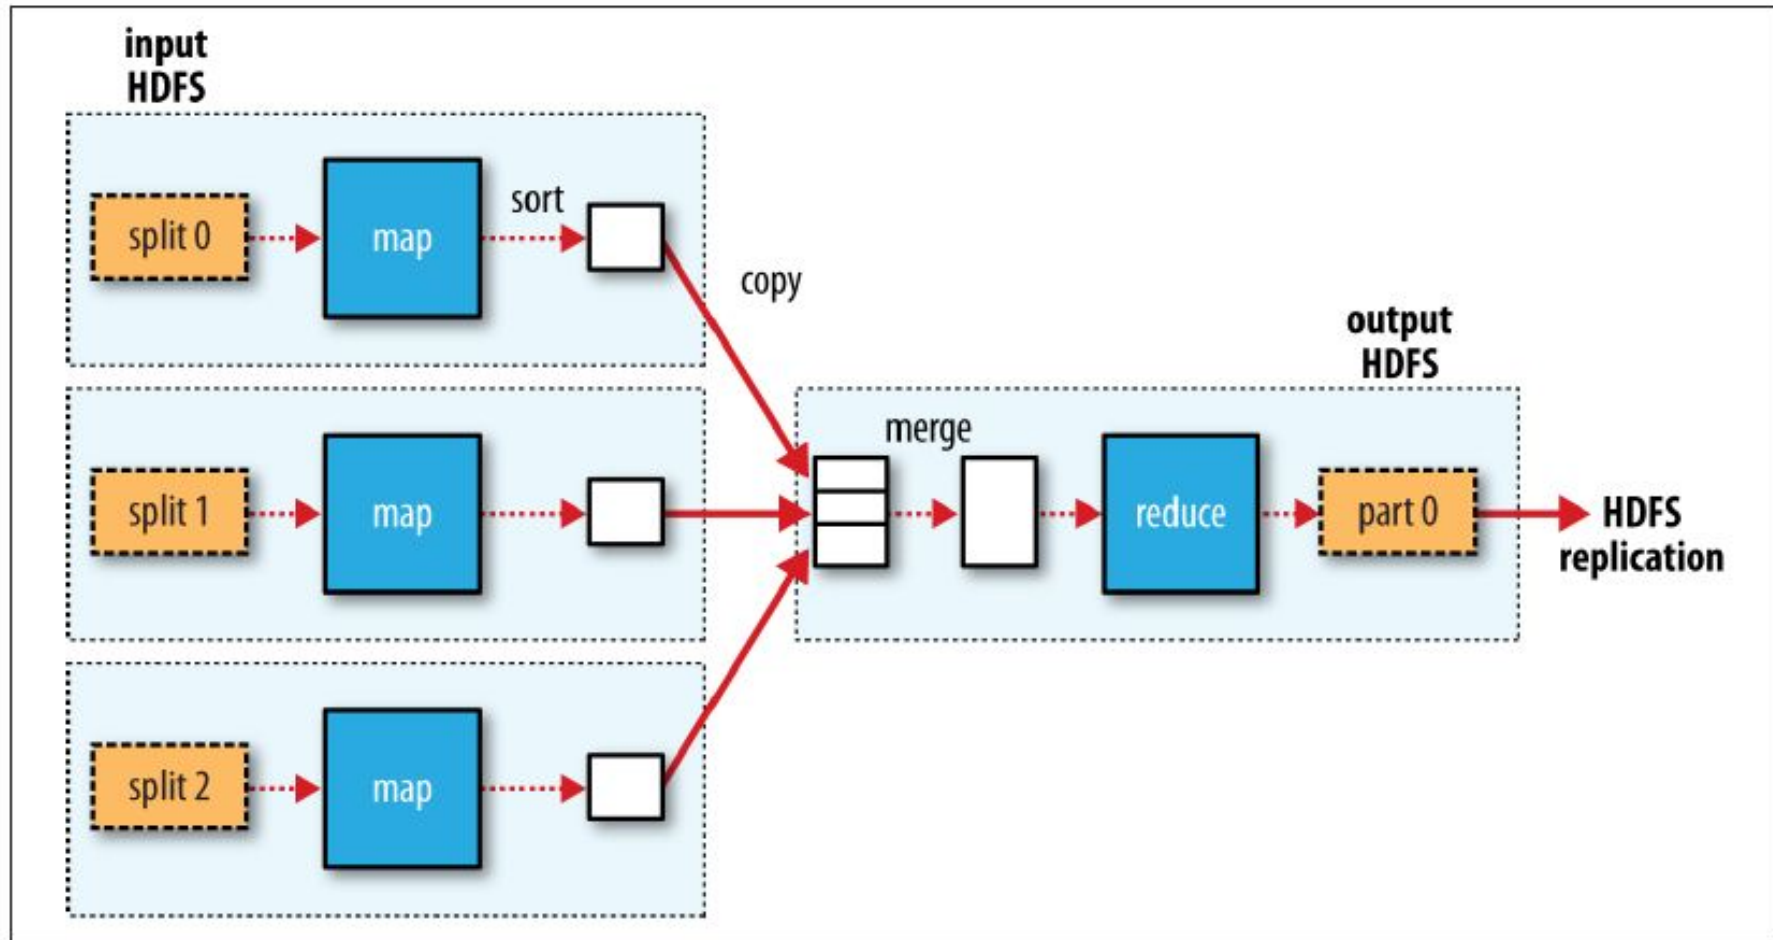 input
HDFS
split 0
map
sort
copy
split 1
map
split 2
map
merge
reduce
output
HDFS
part 0
HDFS
replication